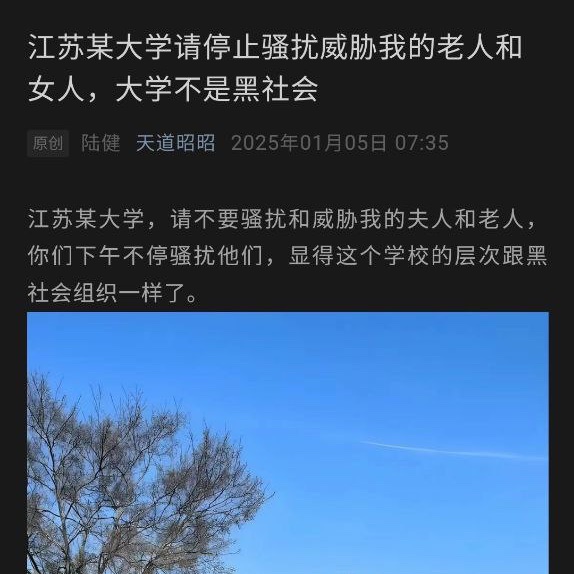 江苏某大学请停止骚扰威胁我的老人和
女人，大学不是黑社会
原创 陆健 天道昭昭 2025年01月05日 07:35
江苏某大学，请不要骚扰和威胁我的夫人和老人，
你们下午不停骚扰他们，显得这个学校的层次跟黑
社会组织一样了。